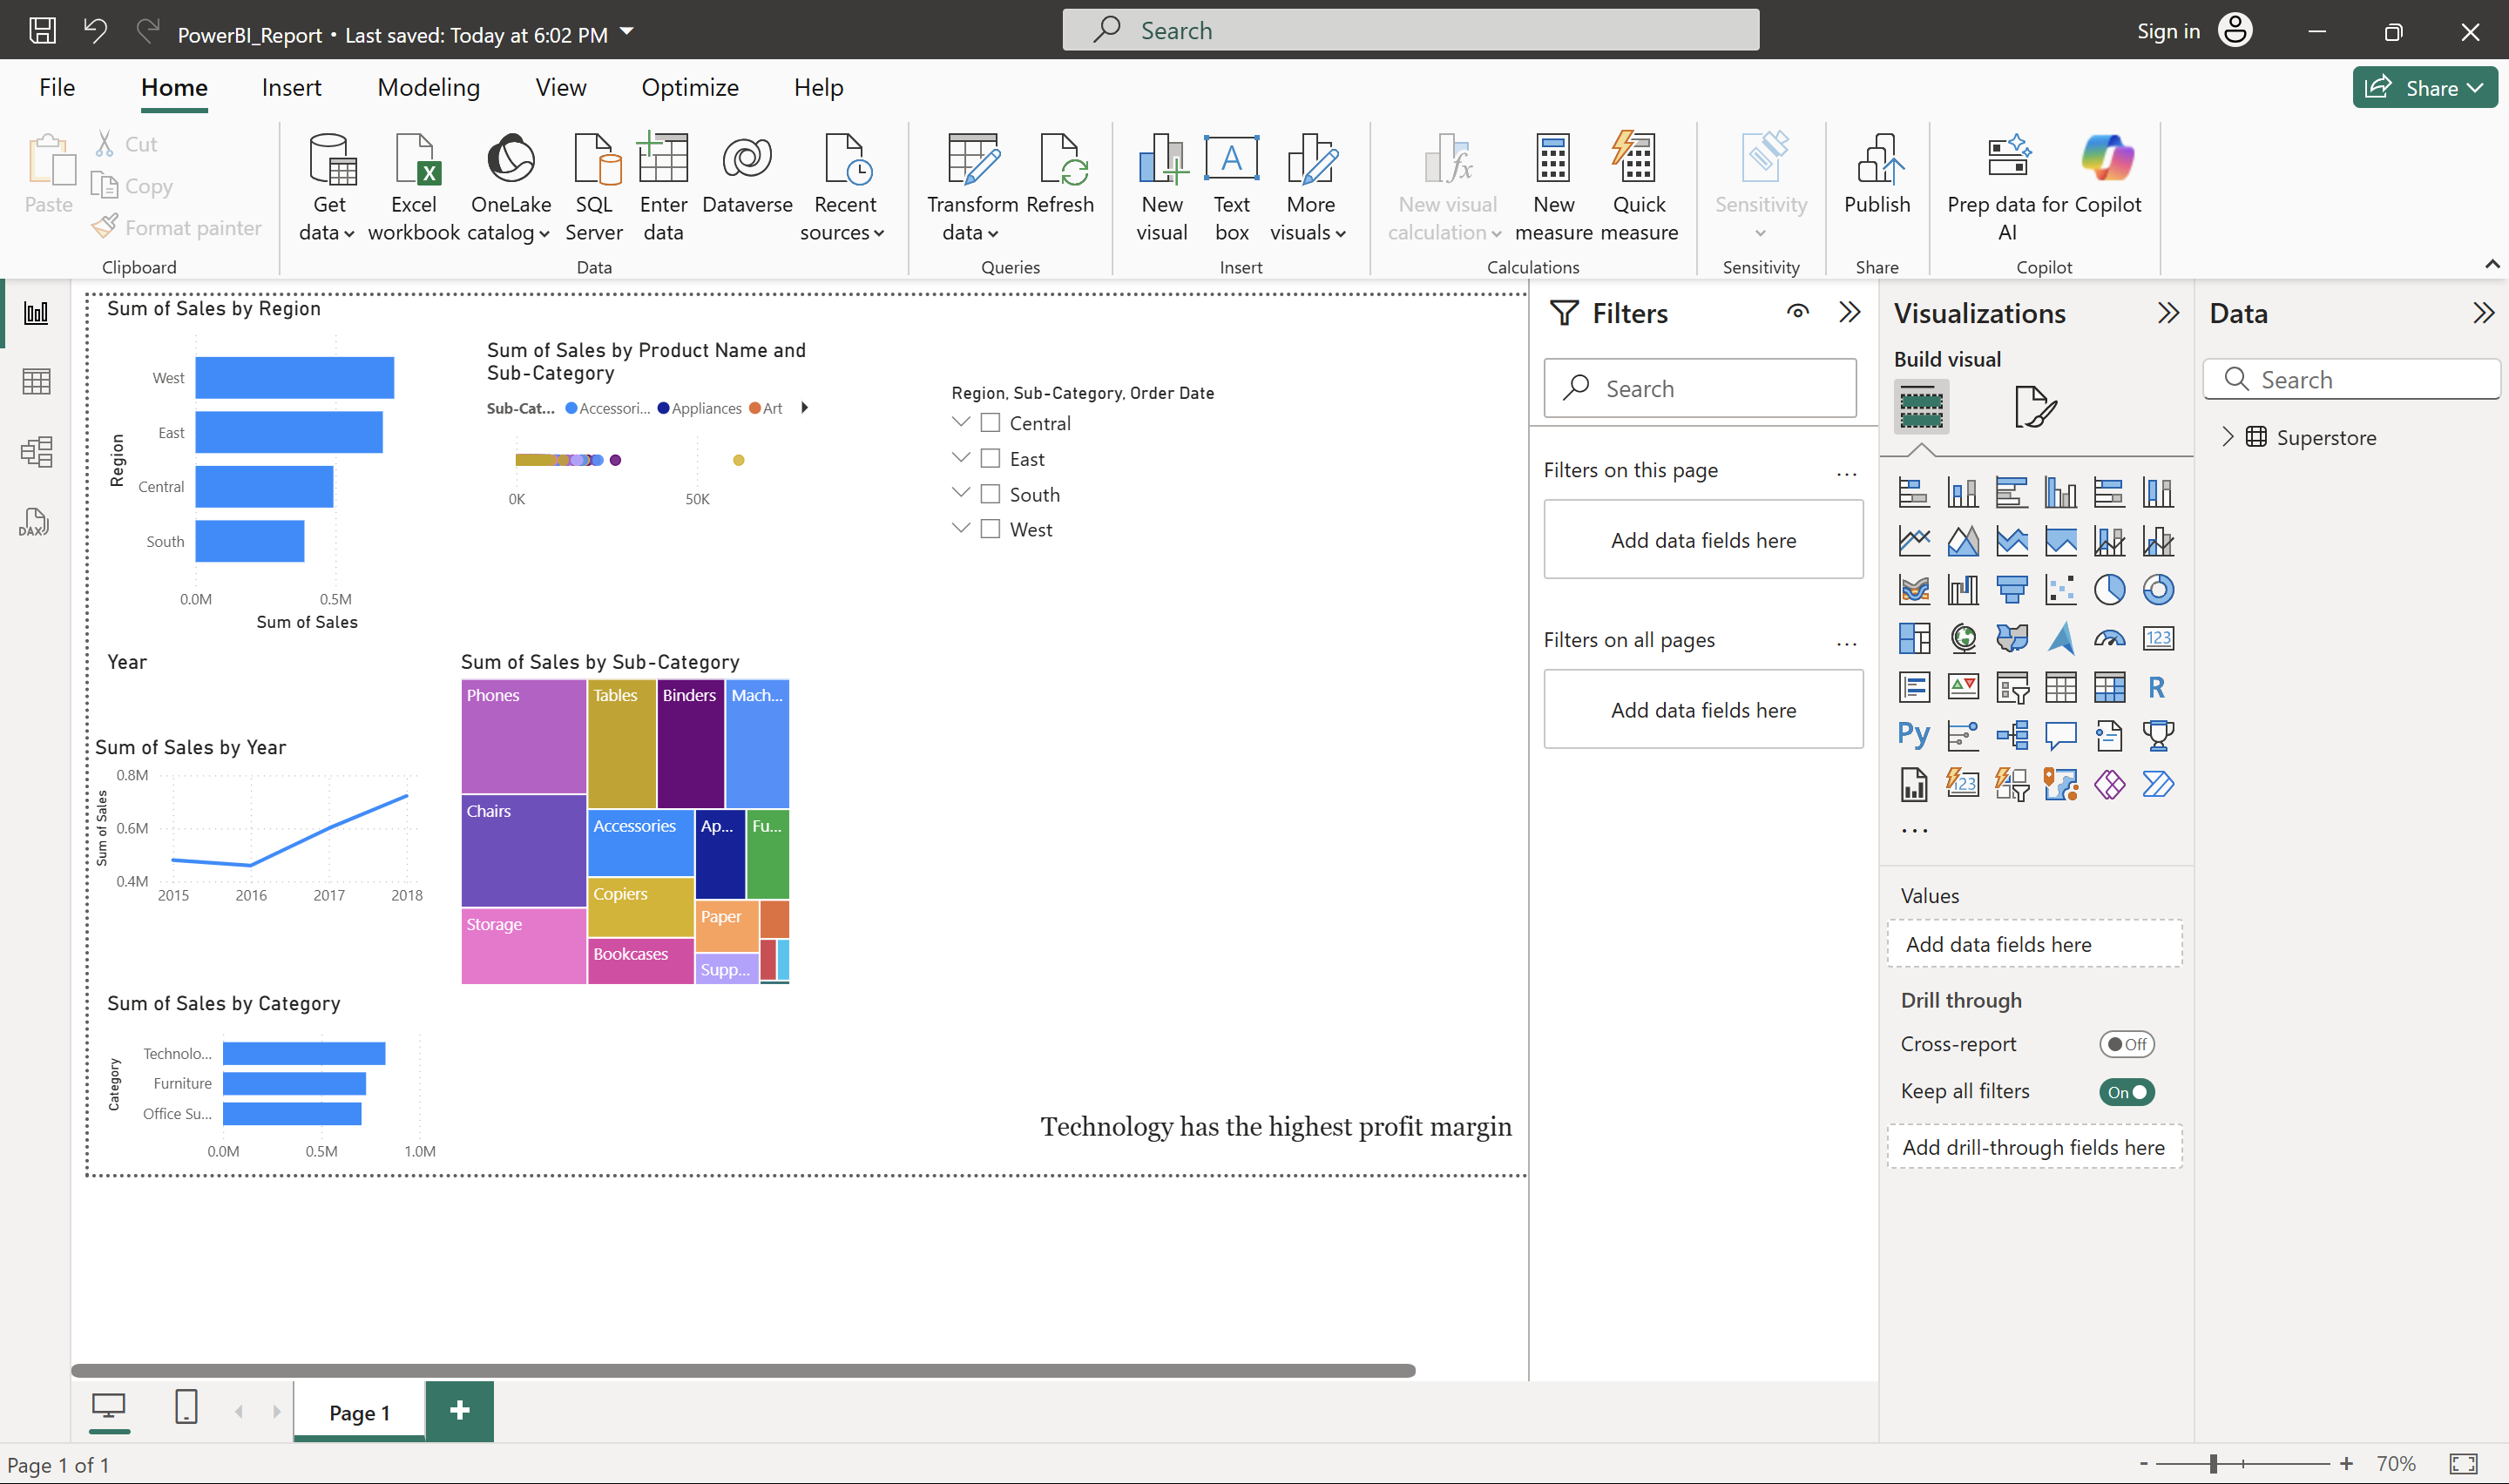 PowerBI_Report • Last saved: Today at 6:02 PM
Search
Sign in
File Home Insert Modeling View Optimize Help
Share
Paste
Cut
Copy
Format painter
Clipboard
Get data
Excel workbook
OneLake catalog
SQL Server
Enter data
Dataverse
Recent sources
Data
Transform data
Refresh
Queries
New visual
Text box
More visuals
Insert
New visual calculation
New measure
Quick measure
Calculations
Sensitivity
Sensitivity
Publish
Share
Prep data for AI
Copilot
Copilot
DAX
Sum of Sales by Region
Region
West
East
Central
South
0.0M 0.5M
Sum of Sales
Sum of Sales by Product Name and
Sub-Category
Sub-Cat... Accessori... Appliances Art
0K 50K
Region, Sub-Category, Order Date
Central
East
South
West
Year
Sum of Sales by Year
Sum of Sales
0.8M
0.6M
0.4M
2015 2016 2017 2018
Sum of Sales by Sub-Category
Phones
Tables
Binders
Mach...
Chairs
Accessories
Ap...
Fu...
Copiers
Storage
Paper
Bookcases
Supp...
Sum of Sales by Category
Category
Technolo...
Furniture
Office Su...
0.0M 0.5M 1.0M
Technology has the highest profit margin
Filters
Search
Filters on this page ...
Add data fields here
Filters on all pages ...
Add data fields here
Visualizations
Build visual
123
R
Py
123
...
Values
Add data fields here
Drill through
Cross-report Off
Keep all filters On
Add drill-through fields here
Data
Search
Superstore
Page 1
+
Page 1 of 1
- + 70%